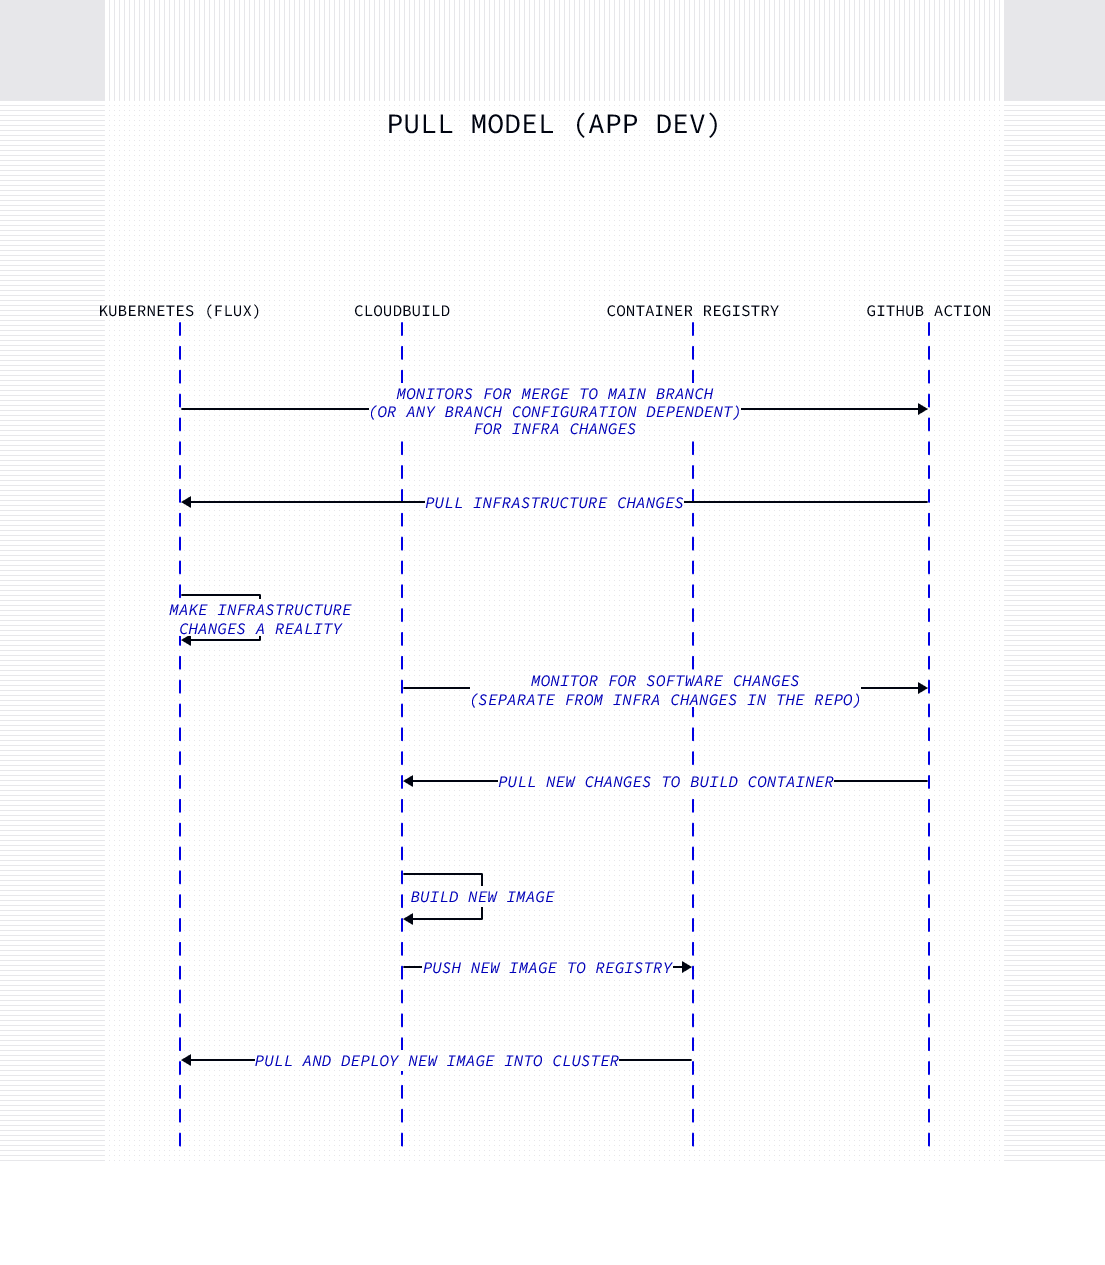 PULL MODEL (APP DEV)
KUBERNETES (FLUX)
CLOUDBUILD
CONTAINER REGISTRY
GITHUB ACTION
MONITORS FOR MERGE TO MAIN BRANCH
(OR ANY BRANCH CONFIGURATION DEPENDENT)
FOR INFRA CHANGES
PULL INFRASTRUCTURE CHANGES
MAKE INFRASTRUCTURE
CHANGES A REALITY
MONITOR FOR SOFTWARE CHANGES
(SEPARATE FROM INFRA CHANGES IN THE REPO)
PULL NEW CHANGES TO BUILD CONTAINER
BUILD NEW IMAGE
PUSH NEW IMAGE TO REGISTRY
PULL AND DEPLOY NEW IMAGE INTO CLUSTER